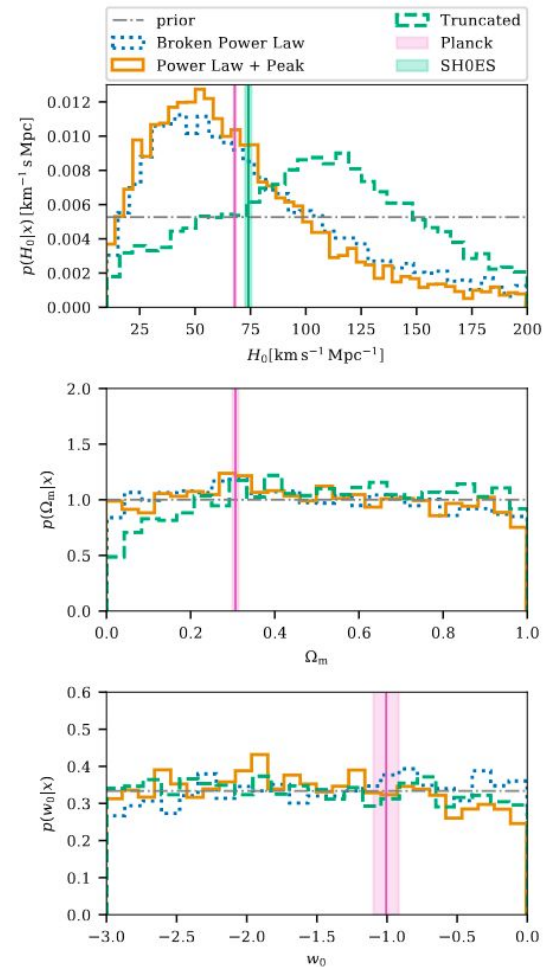 prior
Broken Power Law
Power Law + Peak
Truncated
Planck
SH0ES
0.012
0.010
0.008
0.006
0.004
0.002
0.000
p(H₀|x) [km⁻¹ s Mpc]
25 50 75 100 125 150 175 200
H₀[km s⁻¹ Mpc⁻¹]
2.0
1.5
1.0
0.5
0.0
p(Ωₘ|x)
0.0 0.2 0.4 0.6 0.8 1.0
Ωₘ
0.6
0.5
0.4
0.3
0.2
0.1
0.0
p(w₀|x)
−3.0 −2.5 −2.0 −1.5 −1.0 −0.5 0.0
w₀